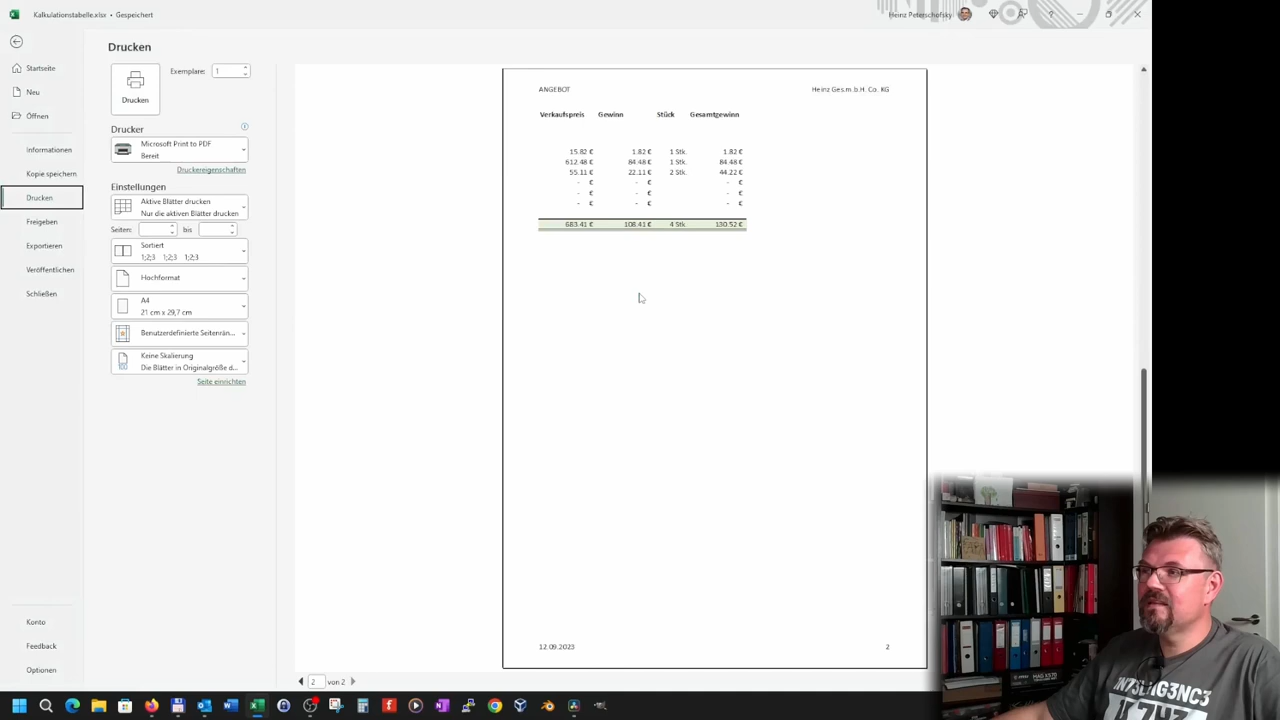 Kalkulationstabelle.xlsx • Gespeichert
Heinz Peterschofsky
?
Drucken
Startseite
Neu
Öffnen
Informationen
Kopie speichern
Drucken
Freigeben
Exportieren
Veröffentlichen
Schließen
Konto
Feedback
Optionen
Drucken
Exemplare: 1
Drucker
Microsoft Print to PDF
Bereit
Druckereigenschaften
Einstellungen
Aktive Blätter drucken
Nur die aktiven Blätter drucken
Seiten: bis
Sortiert
1;2;3 1;2;3 1;2;3
Hochformat
A4
21 cm x 29,7 cm
Benutzerdefinierte Seitenrän...
Keine Skalierung
Die Blätter in Originalgröße d...
Seite einrichten
ANGEBOT Heinz Ges.m.b.H. Co. KG
Verkaufspreis Gewinn Stück Gesamtgewinn
15.82 € 1.82 € 1 Stk. 1.82 €
612.48 € 84.48 € 1 Stk. 84.48 €
55.11 € 22.11 € 2 Stk. 44.22 €
- € - € - €
- € - € - €
- € - € - €
683.41 € 108.41 € 4 Stk. 130.52 €
12.09.2023 2
2 von 2